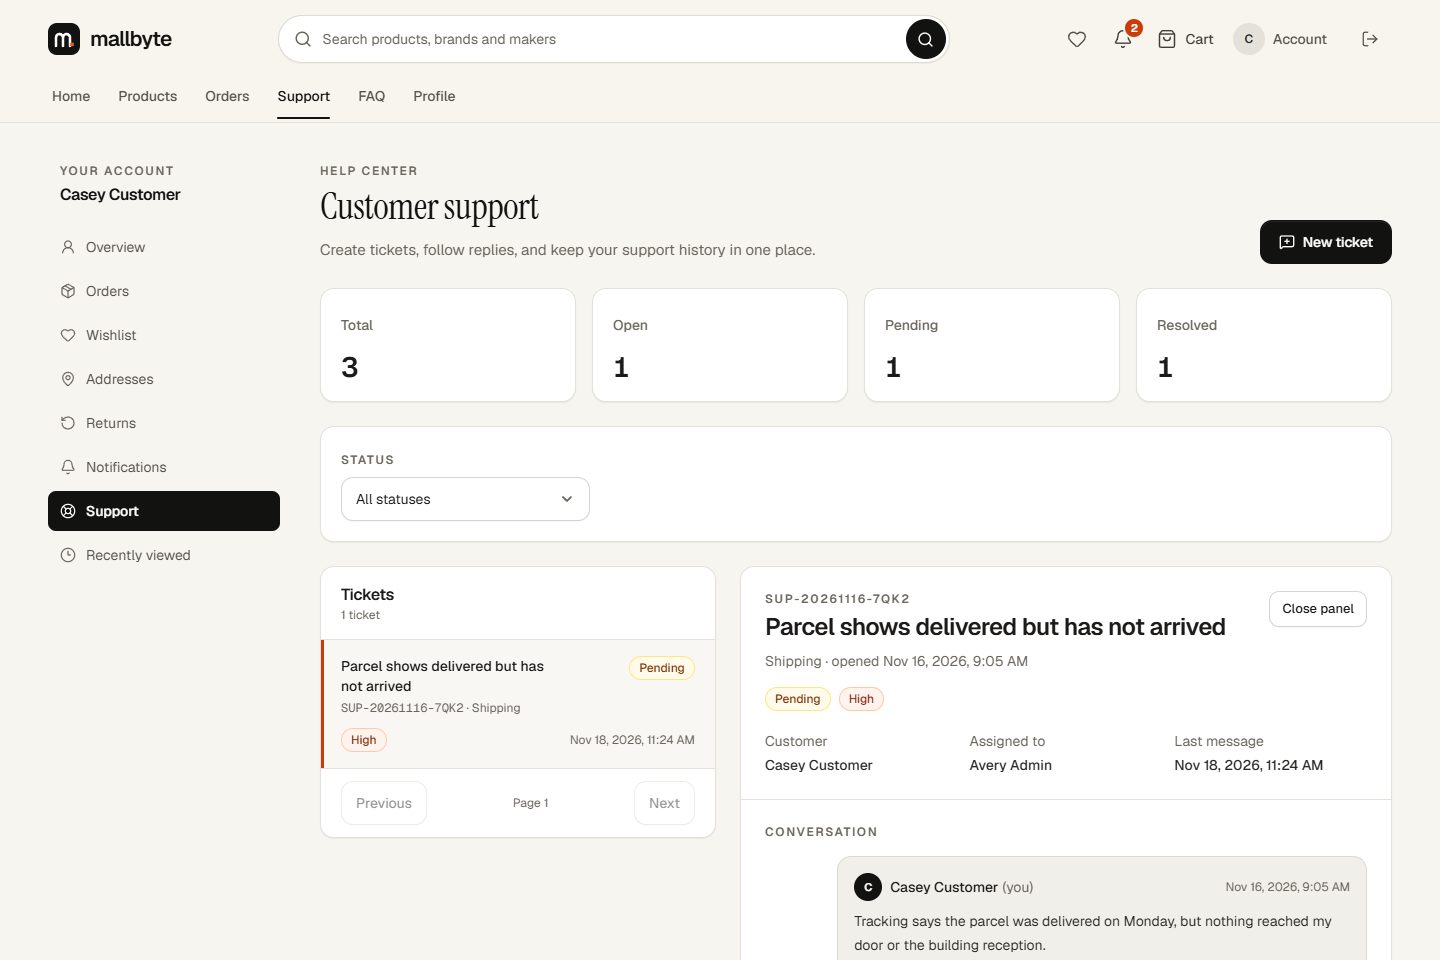 mallbyte
Search products, brands and makers
2
Cart
C
Account
Home
Products
Orders
Support
FAQ
Profile
YOUR ACCOUNT
Casey Customer
Overview
Orders
Wishlist
Addresses
Returns
Notifications
Support
Recently viewed
HELP CENTER
Customer support
Create tickets, follow replies, and keep your support history in one place.
New ticket
Total
3
Open
1
Pending
1
Resolved
1
STATUS
All statuses
Tickets
1 ticket
Parcel shows delivered but has
not arrived
Pending
SUP-20261116-7QK2 · Shipping
High
Nov 18, 2026, 11:24 AM
Previous
Page 1
Next
SUP-20261116-7QK2
Parcel shows delivered but has not arrived
Close panel
Shipping · opened Nov 16, 2026, 9:05 AM
Pending
High
Customer
Casey Customer
Assigned to
Avery Admin
Last message
Nov 18, 2026, 11:24 AM
CONVERSATION
C
Casey Customer (you)
Nov 16, 2026, 9:05 AM
Tracking says the parcel was delivered on Monday, but nothing reached my
door or the building reception.